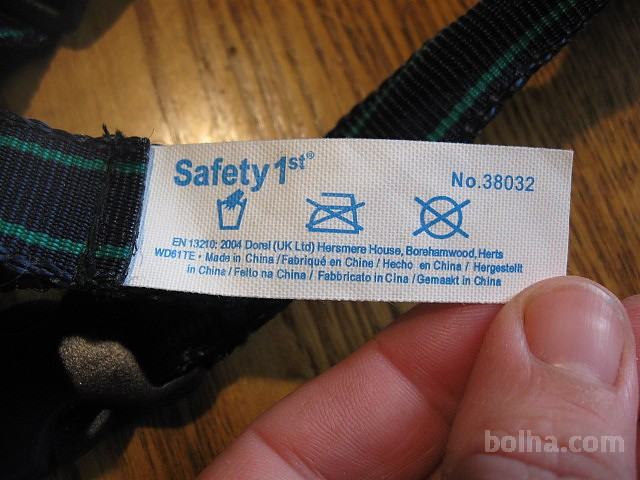 Safety 1st®
No.38032
EN 13210: 2004 Dorel (UK Ltd) Hersmere House, Borehamwood, Herts
WD61TE • Made in China / Fabriqué en Chine / Hecho en China / Hergestellt
in China / Feito na China / Fabbricato in Cina / Gemaakt in China
bolha.com